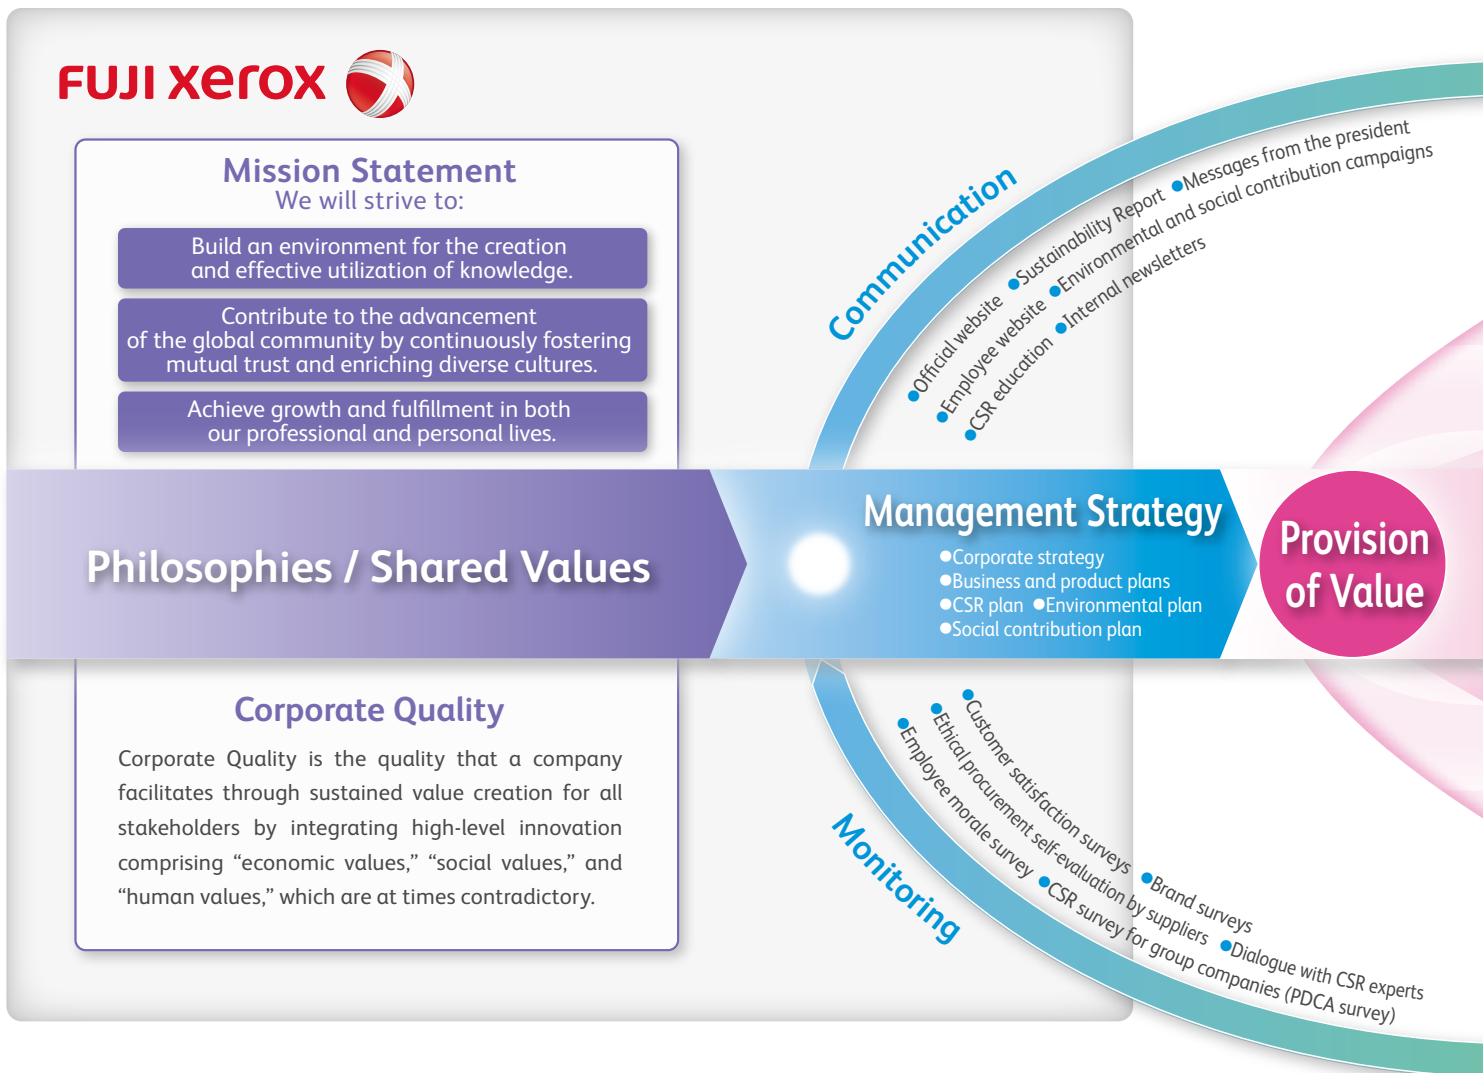 FUJI xerox
Mission Statement
We will strive to:
Build an environment for the creation
and effective utilization of knowledge.
Contribute to the advancement
of the global community by continuously fostering
mutual trust and enriching diverse cultures.
Achieve growth and fulfillment in both
our professional and personal lives.
Communication
●Official website ●Sustainability Report ●Messages from the president
●Employee website ●Environmental and social contribution campaigns
●CSR education ●Internal newsletters
Philosophies / Shared Values
Management Strategy
●Corporate strategy
●Business and product plans
●CSR plan ●Environmental plan
●Social contribution plan
Provision
of Value
Corporate Quality
Corporate Quality is the quality that a company
facilitates through sustained value creation for all
stakeholders by integrating high-level innovation
comprising “economic values,” “social values,” and
“human values,” which are at times contradictory.
Monitoring
●Customer satisfaction surveys ●Brand surveys
●Ethical procurement self-evaluation by suppliers ●Dialogue with CSR experts
●Employee morale survey ●CSR survey for group companies (PDCA survey)